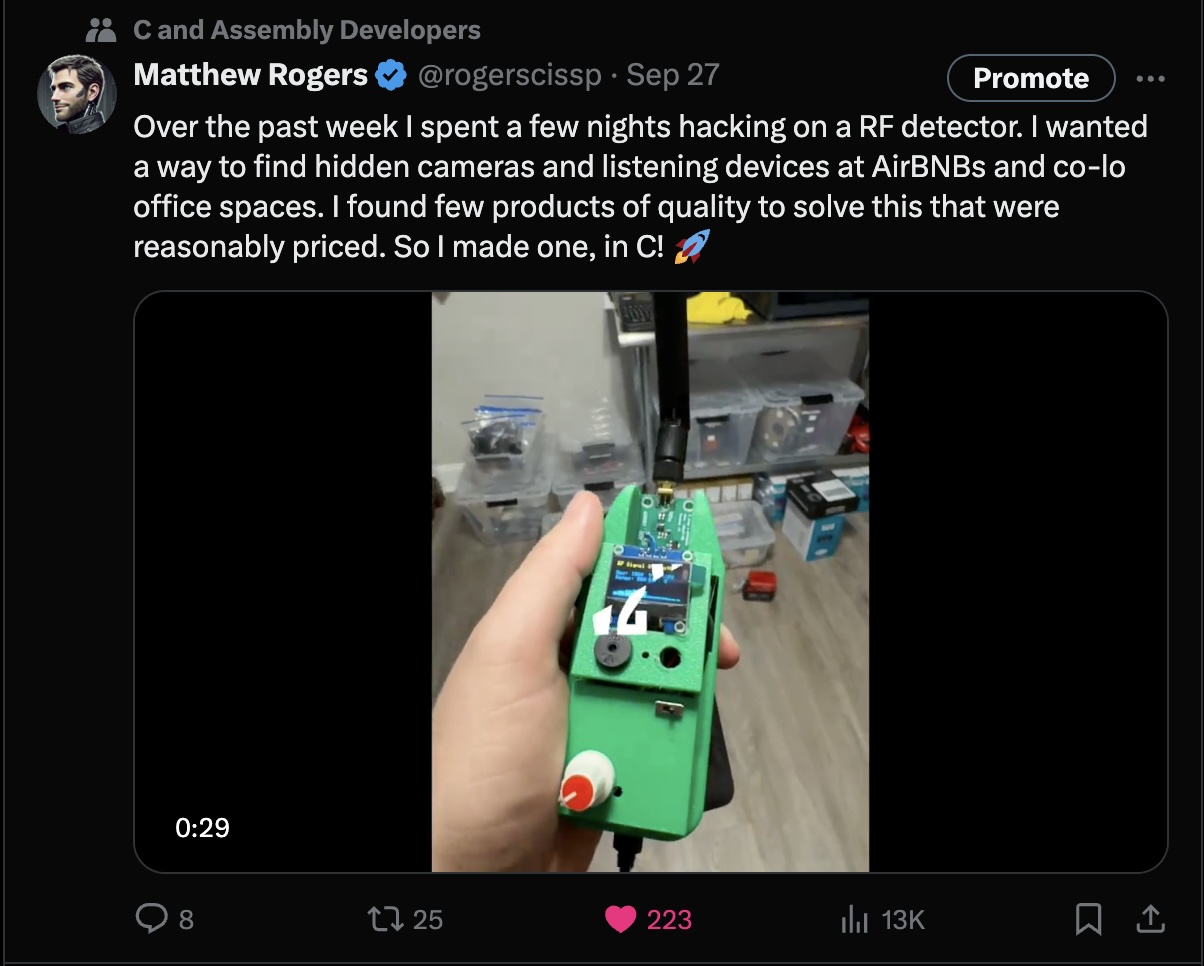 C and Assembly Developers
Matthew Rogers @rogerscissp · Sep 27
Promote
Over the past week I spent a few nights hacking on a RF detector. I wanted
a way to find hidden cameras and listening devices at AirBNBs and co-lo
office spaces. I found few products of quality to solve this that were
reasonably priced. So I made one, in C! 🚀
0:29
8 25 223 13K